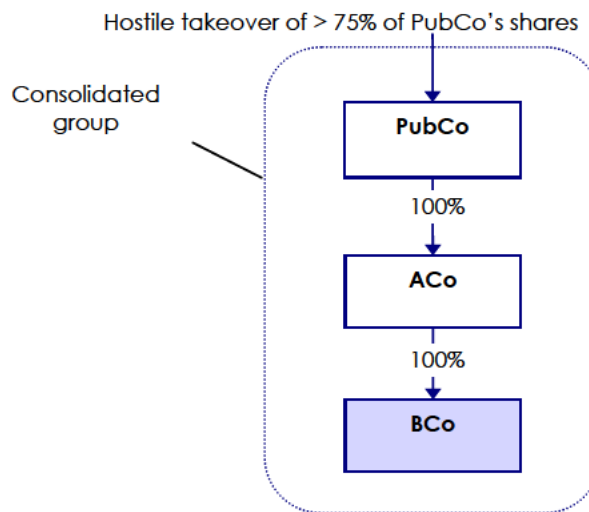 Hostile takeover of > 75% of PubCo's shares
Consolidated
group
PubCo
100%
ACo
100%
BCo